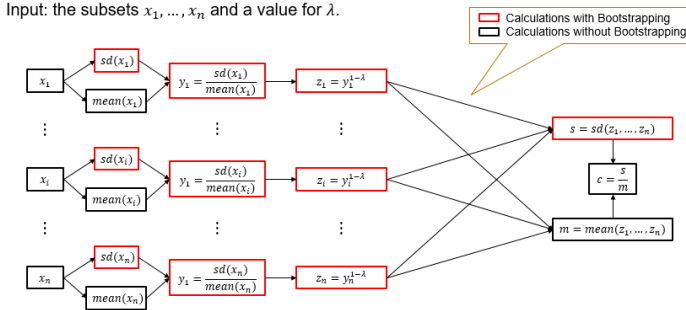 Input: the subsets x₁, ..., xₙ and a value for λ.
Calculations with Bootstrapping
Calculations without Bootstrapping
x₁
sd(x₁)
mean(x₁)
y₁ = sd(x₁)/mean(x₁)
z₁ = y₁^{1−λ}
⋮ ⋮ ⋮
xᵢ
sd(xᵢ)
mean(xᵢ)
y₁ = sd(xᵢ)/mean(xᵢ)
zᵢ = yᵢ^{1−λ}
⋮ ⋮ ⋮
xₙ
sd(xₙ)
mean(xₙ)
y₁ = sd(xₙ)/mean(xₙ)
zₙ = yₙ^{1−λ}
s = sd(z₁, ..., zₙ)
c = s/m
m = mean(z₁, ..., zₙ)